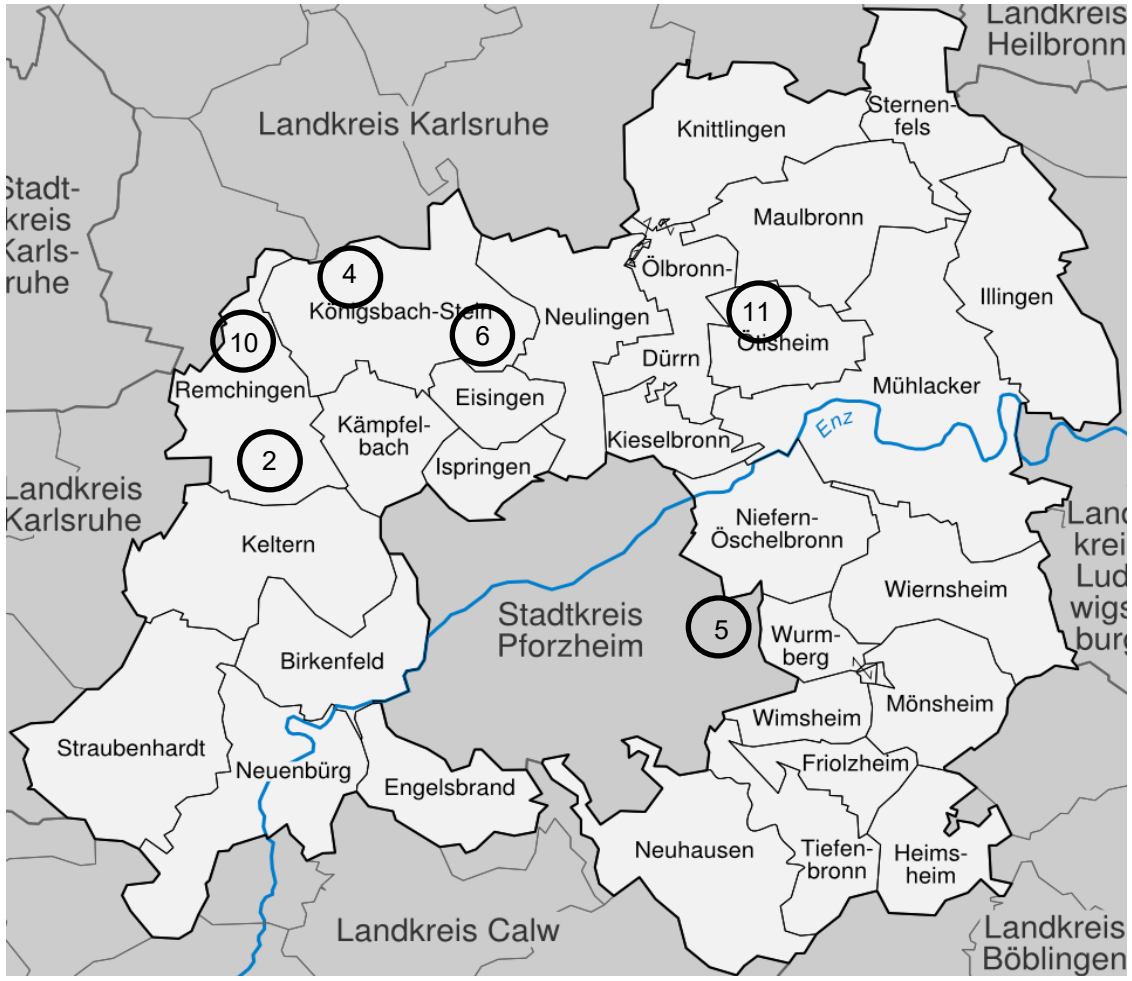 Landkreis
Heilbronn
Landkreis Karlsruhe
Sternen-
fels
Knittlingen
Stadt-
kreis
Karls-
ruhe
Maulbronn
Ölbronn-
Dürrn
4
Königsbach-Stein
6
Neulingen
11
Ötisheim
Illingen
10
Remchingen
Eisingen
Mühlacker
Kämpfel-
bach
Kieselbronn
Enz
2
Ispringen
Landkreis
Karlsruhe
Niefern-
Öschelbronn
Keltern
Land
krei
Lud
wigs
burg
Wiernsheim
Stadtkreis
Pforzheim
5
Wurm-
berg
Birkenfeld
Mönsheim
Wimsheim
Straubenhardt
Neuenbürg
Friolzheim
Engelsbrand
Neuhausen
Tiefen-
bronn
Heims-
heim
Landkreis Calw
Landkreis
Böblingen